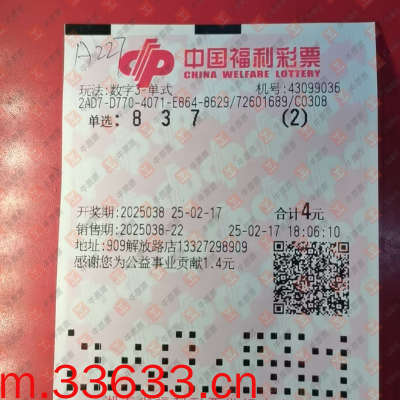 A227
中国福利彩票
CHINA WELFARE LOTTERY
玩法:数字3-单式 机号:43099036
2AD7-D770-4071-E864-8629/72601689/C0308
单选: 8 3 7 (2)
开奖期:2025038 25-02-17 合计4元
销售期:2025038-22 25-02-17 18:06:10
地址:909解放路店13327298909
感谢您为公益事业贡献1.4元
m.33633.cn